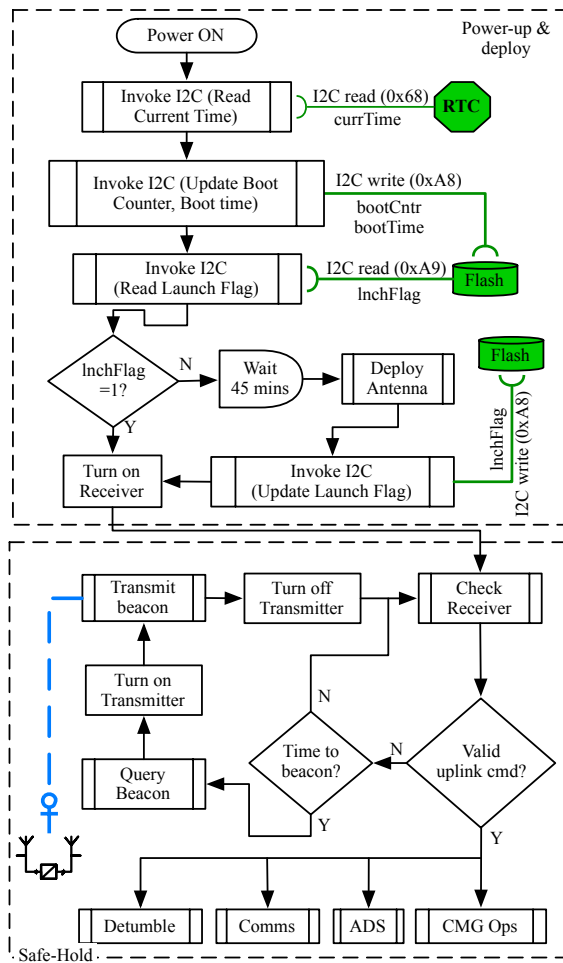 Power-up &
deploy
Power ON
Invoke I2C (Read
Current Time)
I2C read (0x68)
currTime
RTC
Invoke I2C (Update Boot
Counter, Boot time)
I2C write (0xA8)
bootCntr
bootTime
Invoke I2C
(Read Launch Flag)
I2C read (0xA9)
lnchFlag
Flash
lnchFlag
=1?
N
Y
Wait
45 mins
Deploy
Antenna
Flash
lnchFlag
I2C write (0xA8)
Turn on
Receiver
Invoke I2C
(Update Launch Flag)
Transmit
beacon
Turn off
Transmitter
Check
Receiver
Turn on
Transmitter
N
Time to
beacon?
N
Valid
uplink cmd?
Query
Beacon
Y
Y
Detumble
Comms
ADS
CMG Ops
Safe-Hold